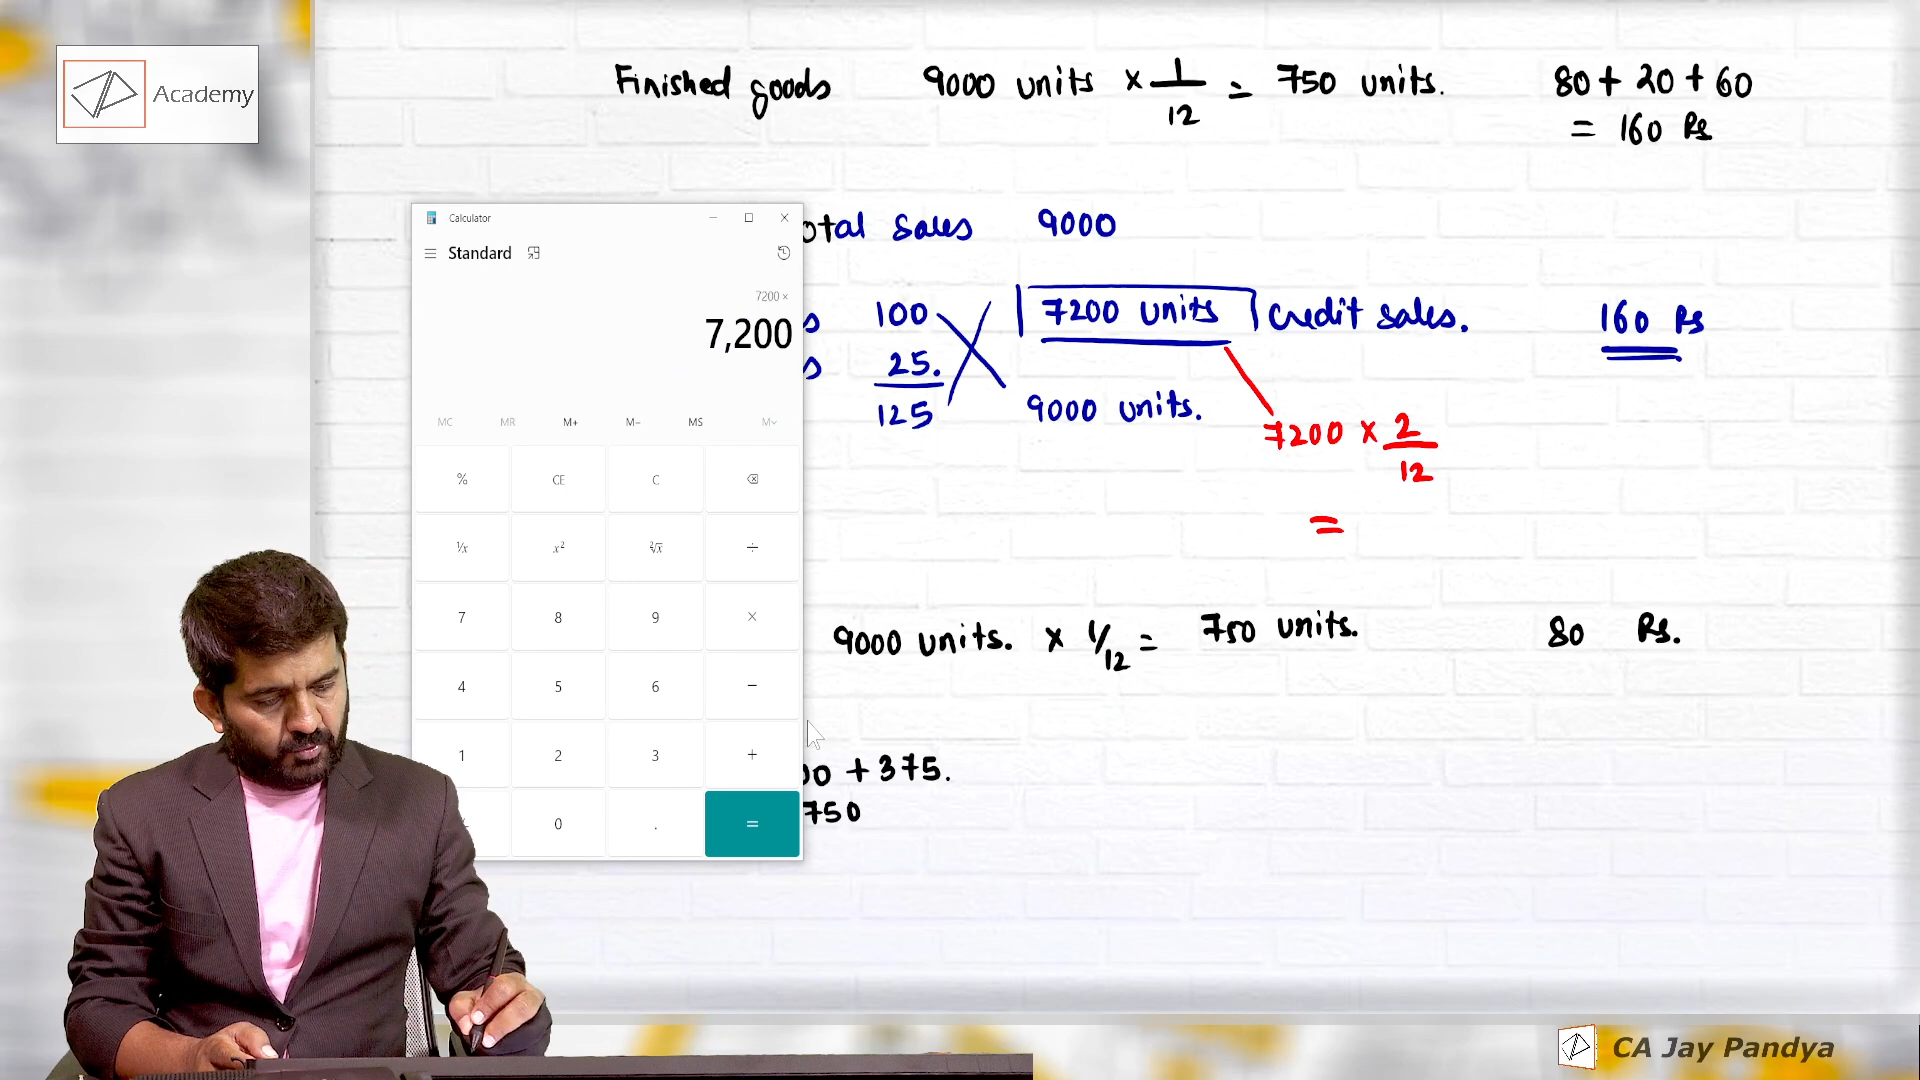 Academy
Finished goods 9000 units × 1/12 = 750 units. 80 + 20 + 60
= 160 Rs
otal Sales 9000
Calculator
Standard
7200 ×
7,200
MC MR M+ M- MS M
% CE C
1/x x² ²√x ÷
7 8 9 ×
4 5 6 −
1 2 3 +
0 . =
s 100 7200 units credit sales. 160 Rs
s 25.
125 9000 units.
7200 × 2/12
=
9000 units. × 1/12 = 750 units. 80 Rs.
00 + 375.
750
CA Jay Pandya